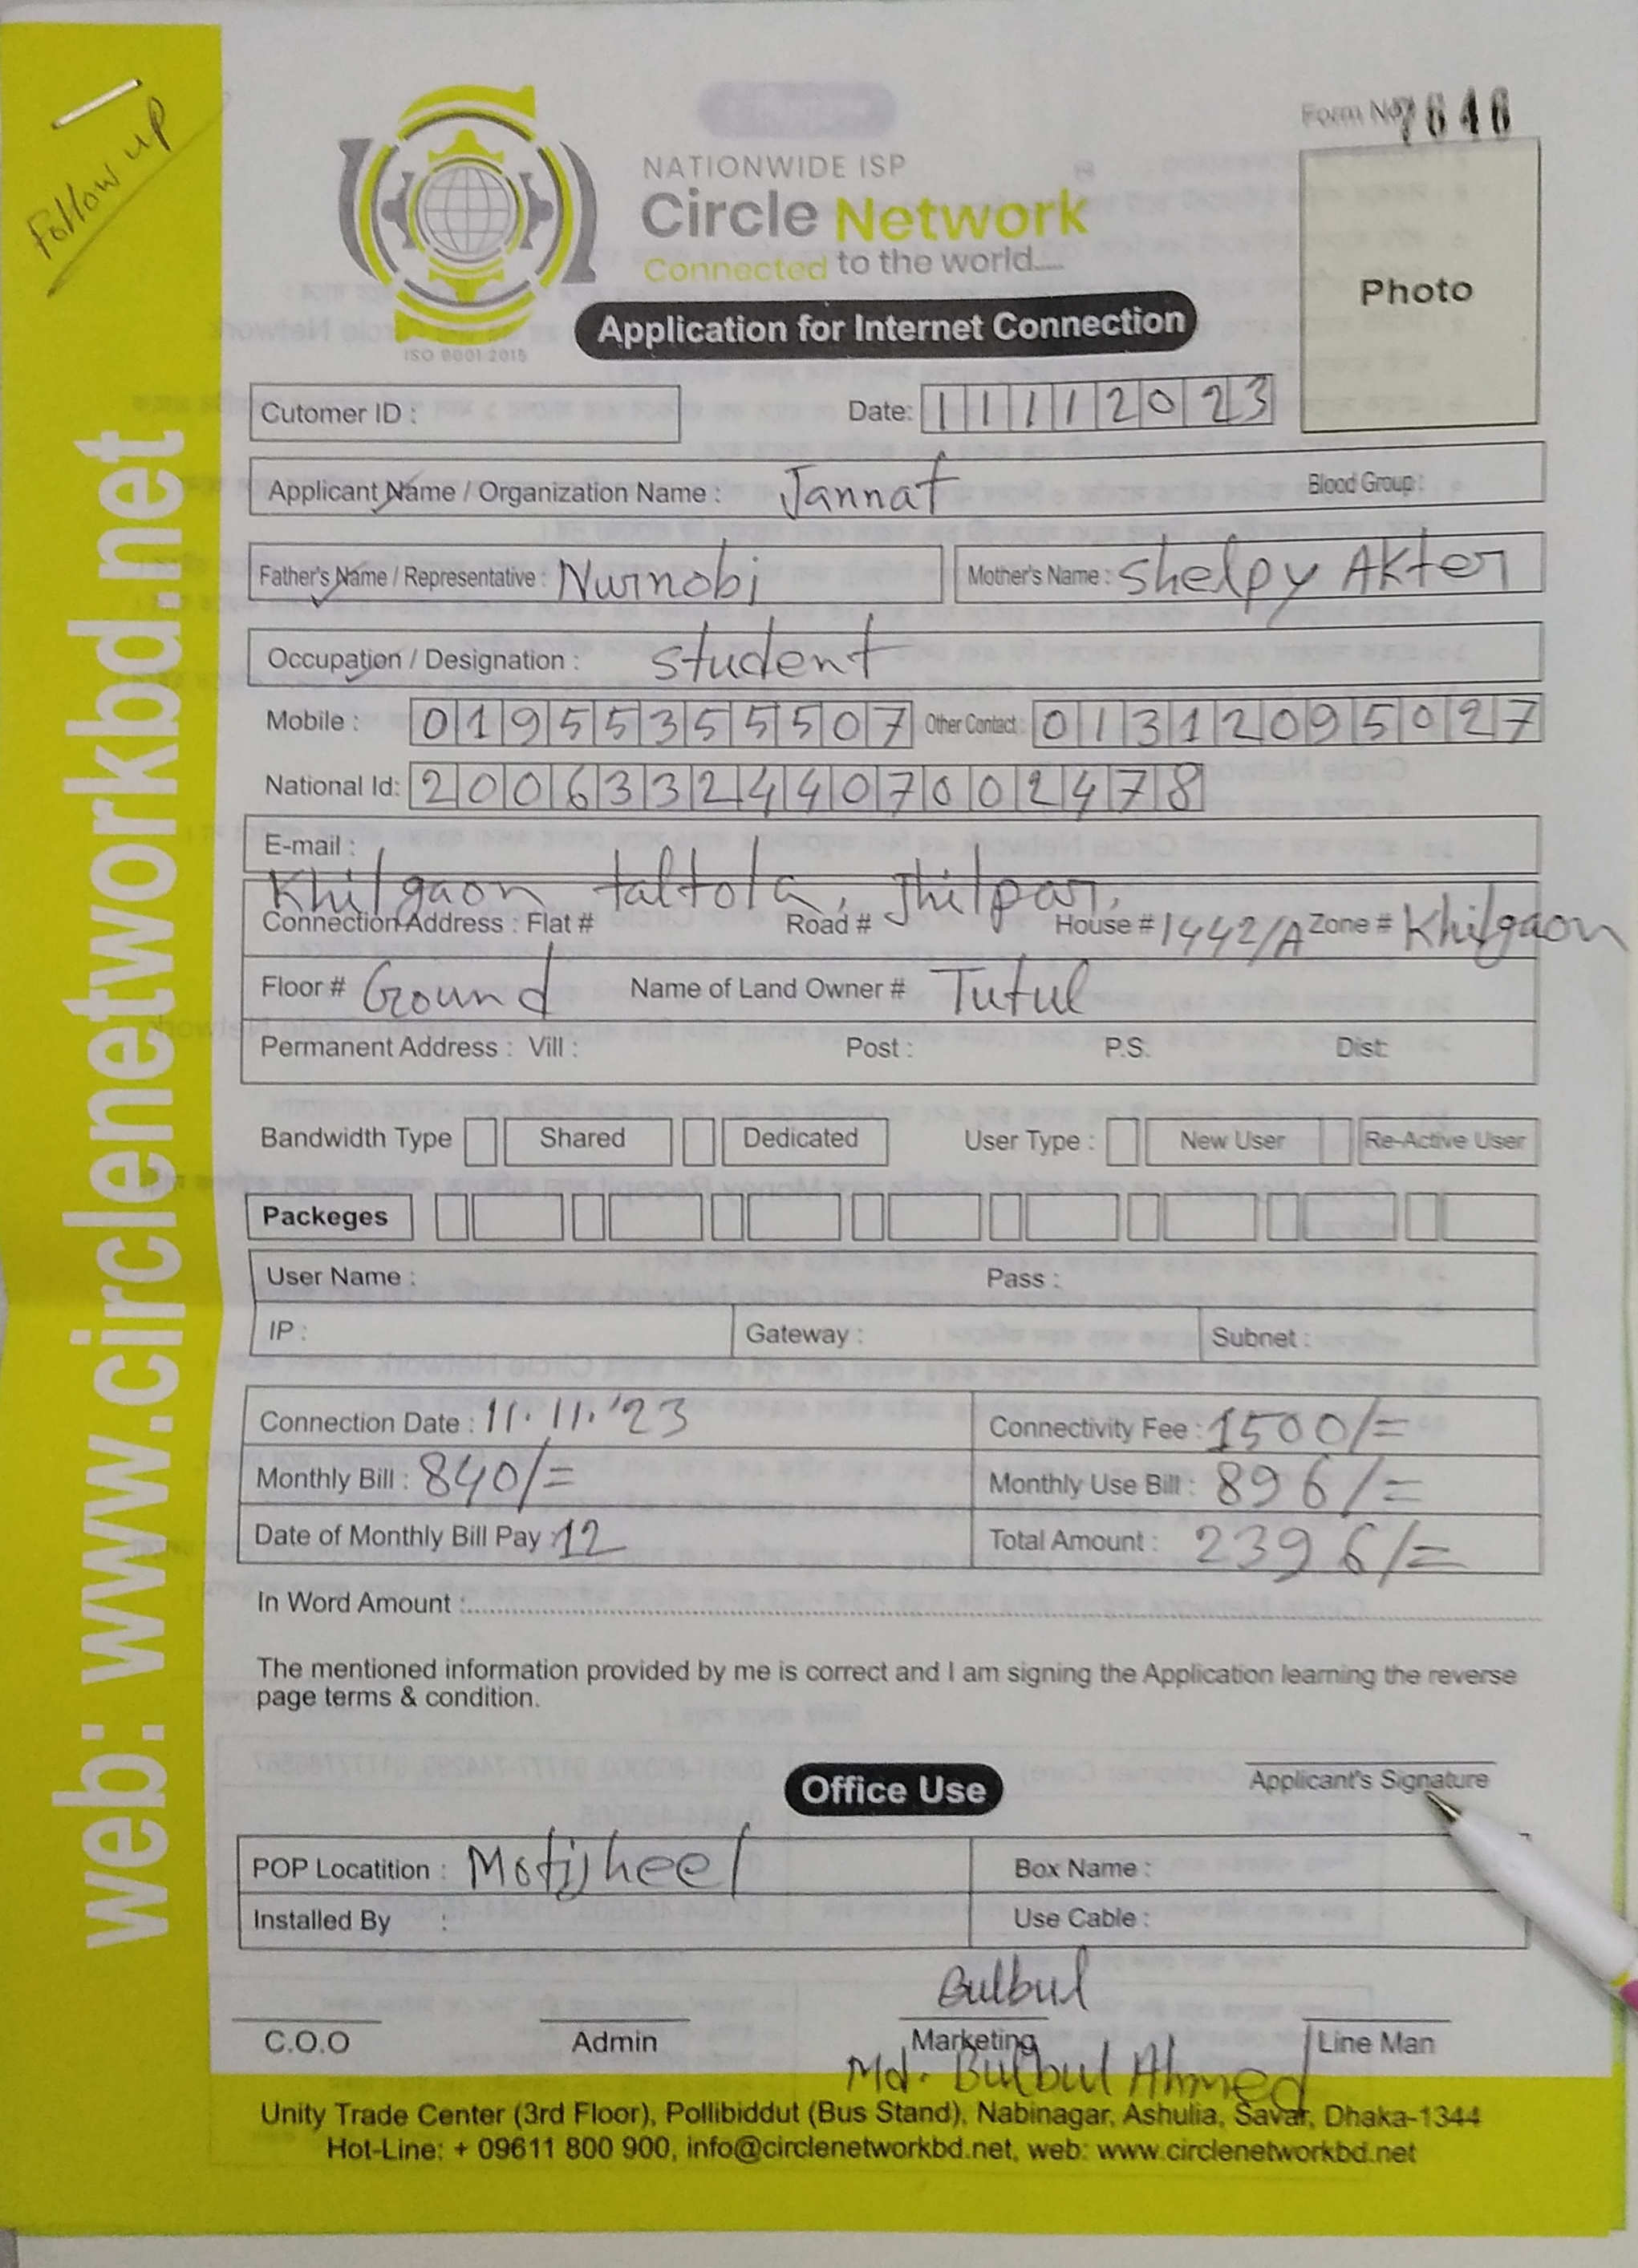 Follow up
Form No 7646
NATIONWIDE ISP
Circle Network
Connected to the world....
ISO 9001:2015
Application for Internet Connection
Photo
Cutomer ID :
Date: 11112023
Applicant Name / Organization Name : Jannat Blood Group :
Father's Name / Representative : Nurnobi Mother's Name : Shelpy AKter
Occupation / Designation : student
Mobile : 01955355507 Other Contact : 01312095027
National Id: 20063324407002478
E-mail :
Khilgaon taltola, Jhilpar,
Connection Address : Flat # Road # House # 1442/A Zone # Khilgaon
Floor # Ground Name of Land Owner # Tutul
Permanent Address : Vill : Post : P.S. Dist:
Bandwidth Type Shared Dedicated User Type : New User Re-Active User
Packeges
User Name : Pass :
IP : Gateway : Subnet :
Connection Date : 11.11.'23 Connectivity Fee : 1500/=
Monthly Bill : 840/= Monthly Use Bill : 896/=
Date of Monthly Bill Pay : 12 Total Amount : 2396/=
In Word Amount :
The mentioned information provided by me is correct and I am signing the Application learning the reverse
page terms & condition.
Applicant's Signature
Office Use
POP Locatition : Motijheel Box Name :
Installed By : Use Cable :
Bulbul
C.O.O Admin Marketing Line Man
Md. Bulbul Ahmed
Unity Trade Center (3rd Floor), Pollibiddut (Bus Stand), Nabinagar, Ashulia, Savar, Dhaka-1344
Hot-Line: + 09611 800 900, info@circlenetworkbd.net, web: www.circlenetworkbd.net
web: www.circlenetworkbd.net